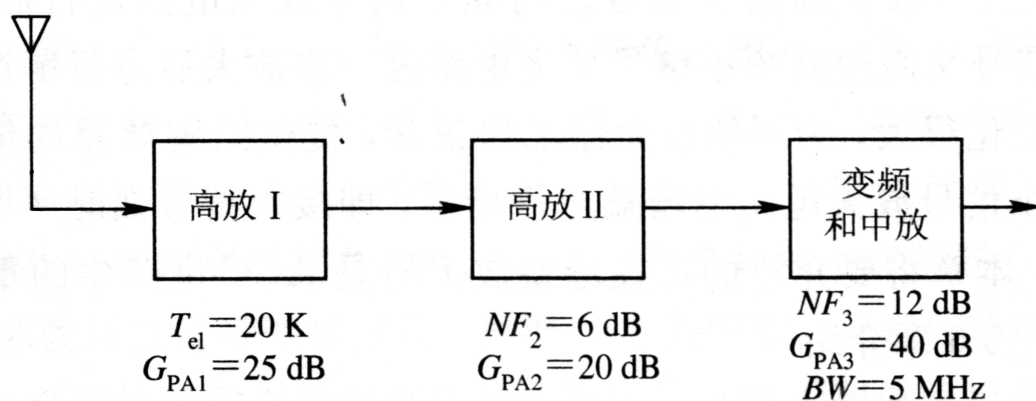 高放 I
高放 II
变频
和中放
T_el=20 K
G_PA1=25 dB
NF_2=6 dB
G_PA2=20 dB
NF_3=12 dB
G_PA3=40 dB
BW=5 MHz